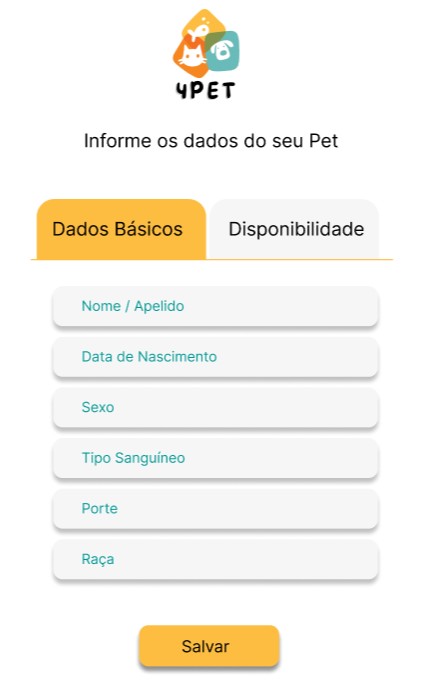 4PET
Informe os dados do seu Pet
Dados Básicos
Disponibilidade
Nome / Apelido
Data de Nascimento
Sexo
Tipo Sanguíneo
Porte
Raça
Salvar